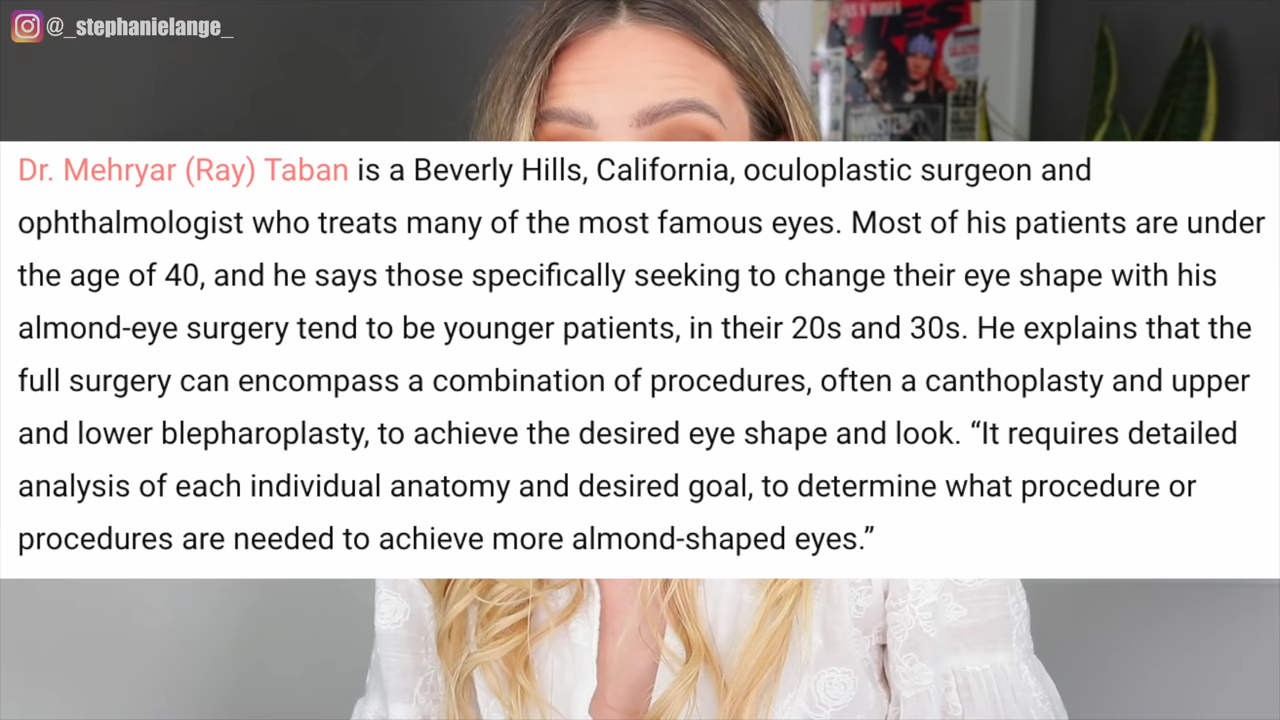 @_stephanielange_
Dr. Mehryar (Ray) Taban is a Beverly Hills, California, oculoplastic surgeon and
ophthalmologist who treats many of the most famous eyes. Most of his patients are under
the age of 40, and he says those specifically seeking to change their eye shape with his
almond-eye surgery tend to be younger patients, in their 20s and 30s. He explains that the
full surgery can encompass a combination of procedures, often a canthoplasty and upper
and lower blepharoplasty, to achieve the desired eye shape and look. “It requires detailed
analysis of each individual anatomy and desired goal, to determine what procedure or
procedures are needed to achieve more almond-shaped eyes.”